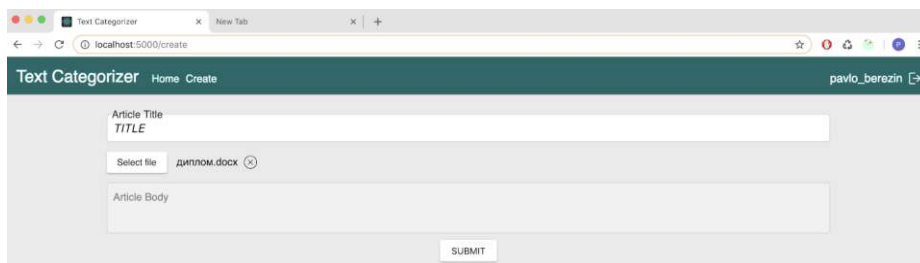 Text Categorizer
New Tab
localhost:5000/create
P
Text Categorizer Home Create pavlo_berezin
Article Title
TITLE
Select file диплом.docx
Article Body
SUBMIT